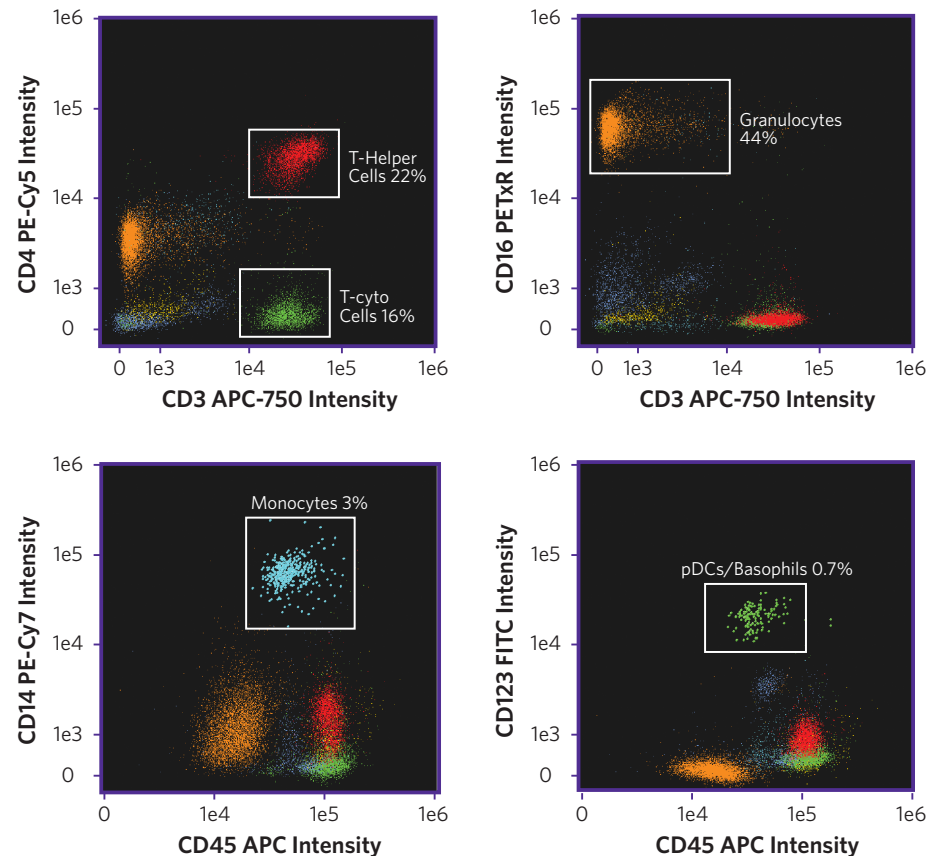 1e6
1e5
1e4
1e3
0
CD4 PE-Cy5 Intensity
T-Helper
Cells 22%
T-cyto
Cells 16%
0 1e3 1e4 1e5 1e6
CD3 APC-750 Intensity
1e6
1e5
1e4
1e3
0
CD16 PETxR Intensity
Granulocytes
44%
0 1e3 1e4 1e5 1e6
CD3 APC-750 Intensity
1e6
1e5
1e4
1e3
0
CD14 PE-Cy7 Intensity
Monocytes 3%
0 1e4 1e5 1e6
CD45 APC Intensity
1e6
1e5
1e4
1e3
0
CD123 FITC Intensity
pDCs/Basophils 0.7%
0 1e4 1e5 1e6
CD45 APC Intensity